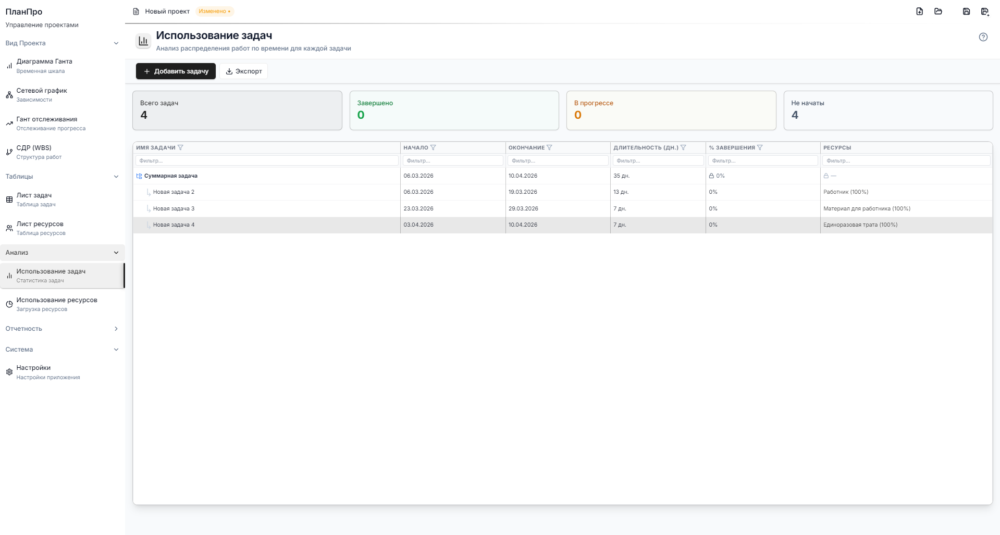 ПланПро
Управление проектами
Вид Проекта
Диаграмма Ганта
Временная шкала
Сетевой график
Зависимости
Гант отслеживания
Отслеживание прогресса
СДР (WBS)
Структура работ
Таблицы
Лист задач
Таблица задач
Лист ресурсов
Таблица ресурсов
Анализ
Использование задач
Статистика задач
Использование ресурсов
Загрузка ресурсов
Отчетность
Система
Настройки
Настройки приложения
Новый проект Изменено •
Использование задач
Анализ распределения работ по времени для каждой задачи
+ Добавить задачу Экспорт
Всего задач
4
Завершено
0
В прогрессе
0
Не начаты
4
ИМЯ ЗАДАЧИ НАЧАЛО ОКОНЧАНИЕ ДЛИТЕЛЬНОСТЬ (ДН.) % ЗАВЕРШЕНИЯ РЕСУРСЫ
Фильтр... Фильтр... Фильтр... Фильтр... Фильтр... Фильтр...
Суммарная задача 06.03.2026 10.04.2026 35 дн. 0% —
Новая задача 2 06.03.2026 19.03.2026 13 дн. 0% Работник (100%)
Новая задача 3 23.03.2026 29.03.2026 7 дн. 0% Материал для работника (100%)
Новая задача 4 03.04.2026 10.04.2026 7 дн. 0% Единоразовая трата (100%)